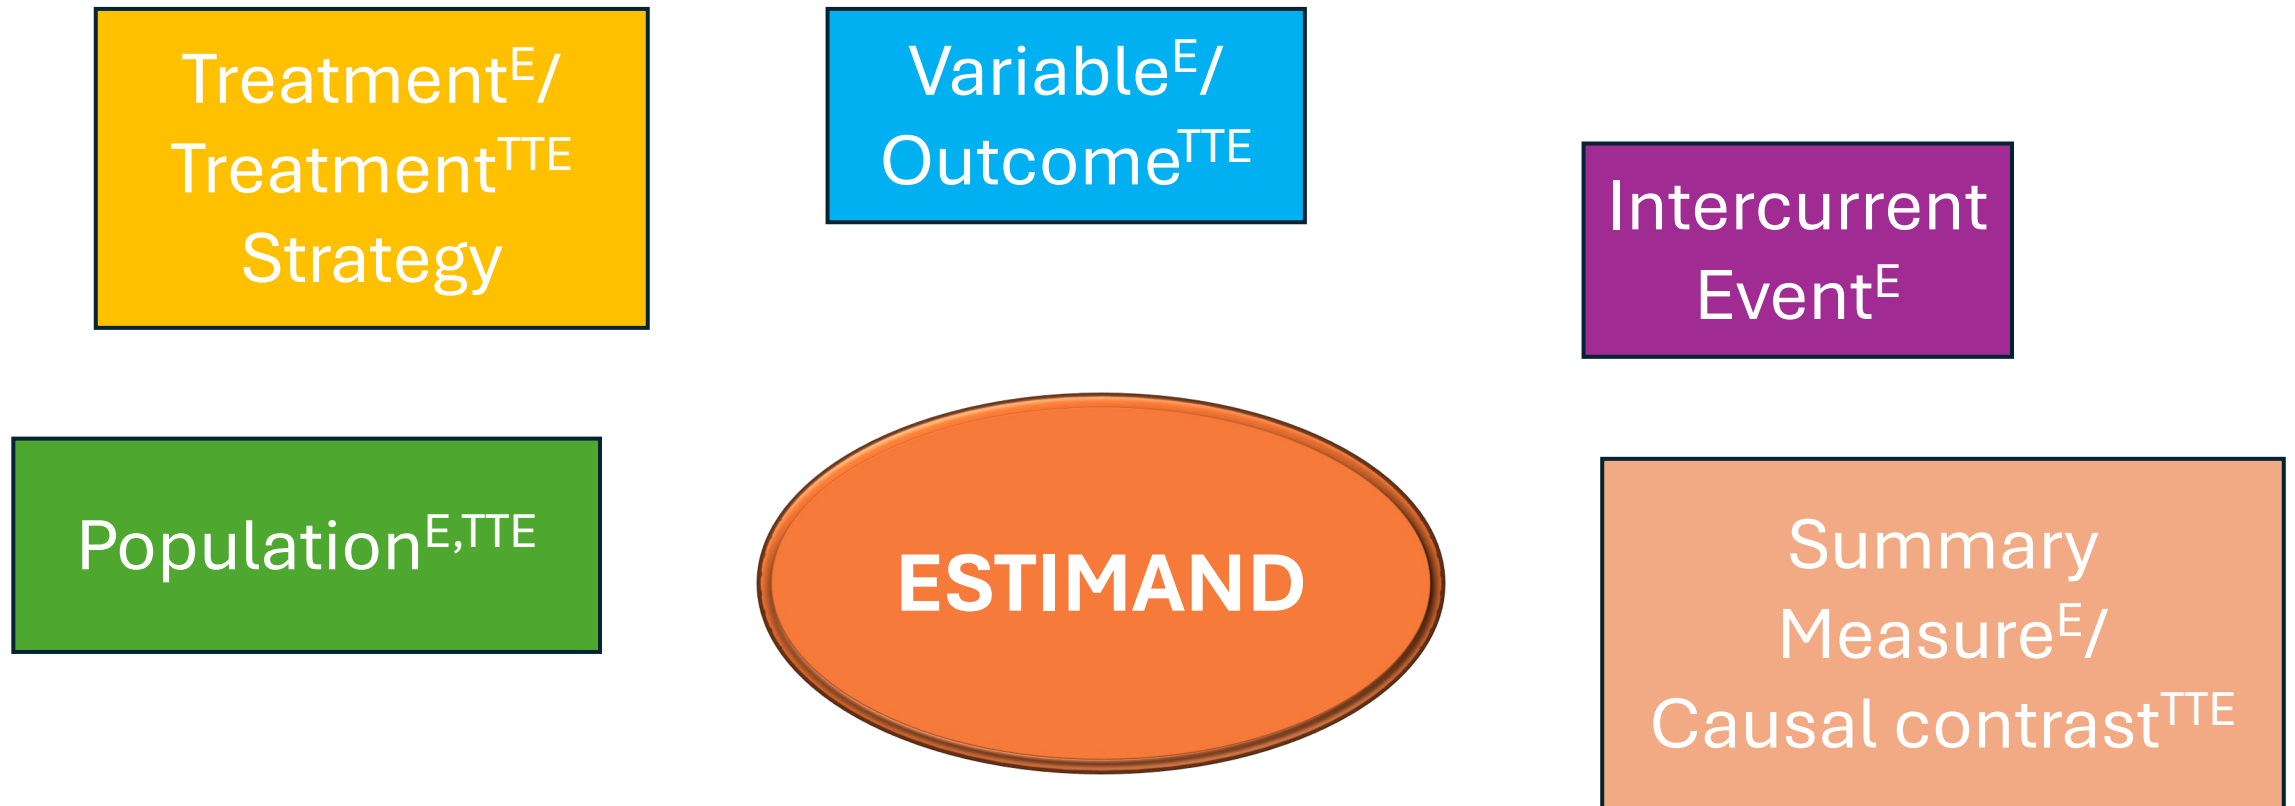 Treatmentᴱ/
Treatmentᵀᵀᴱ
Strategy
Variableᴱ/
Outcomeᵀᵀᴱ
Intercurrent
Eventᴱ
Populationᴱ,ᵀᵀᴱ
ESTIMAND
Summary
Measureᴱ/
Causal contrastᵀᵀᴱ